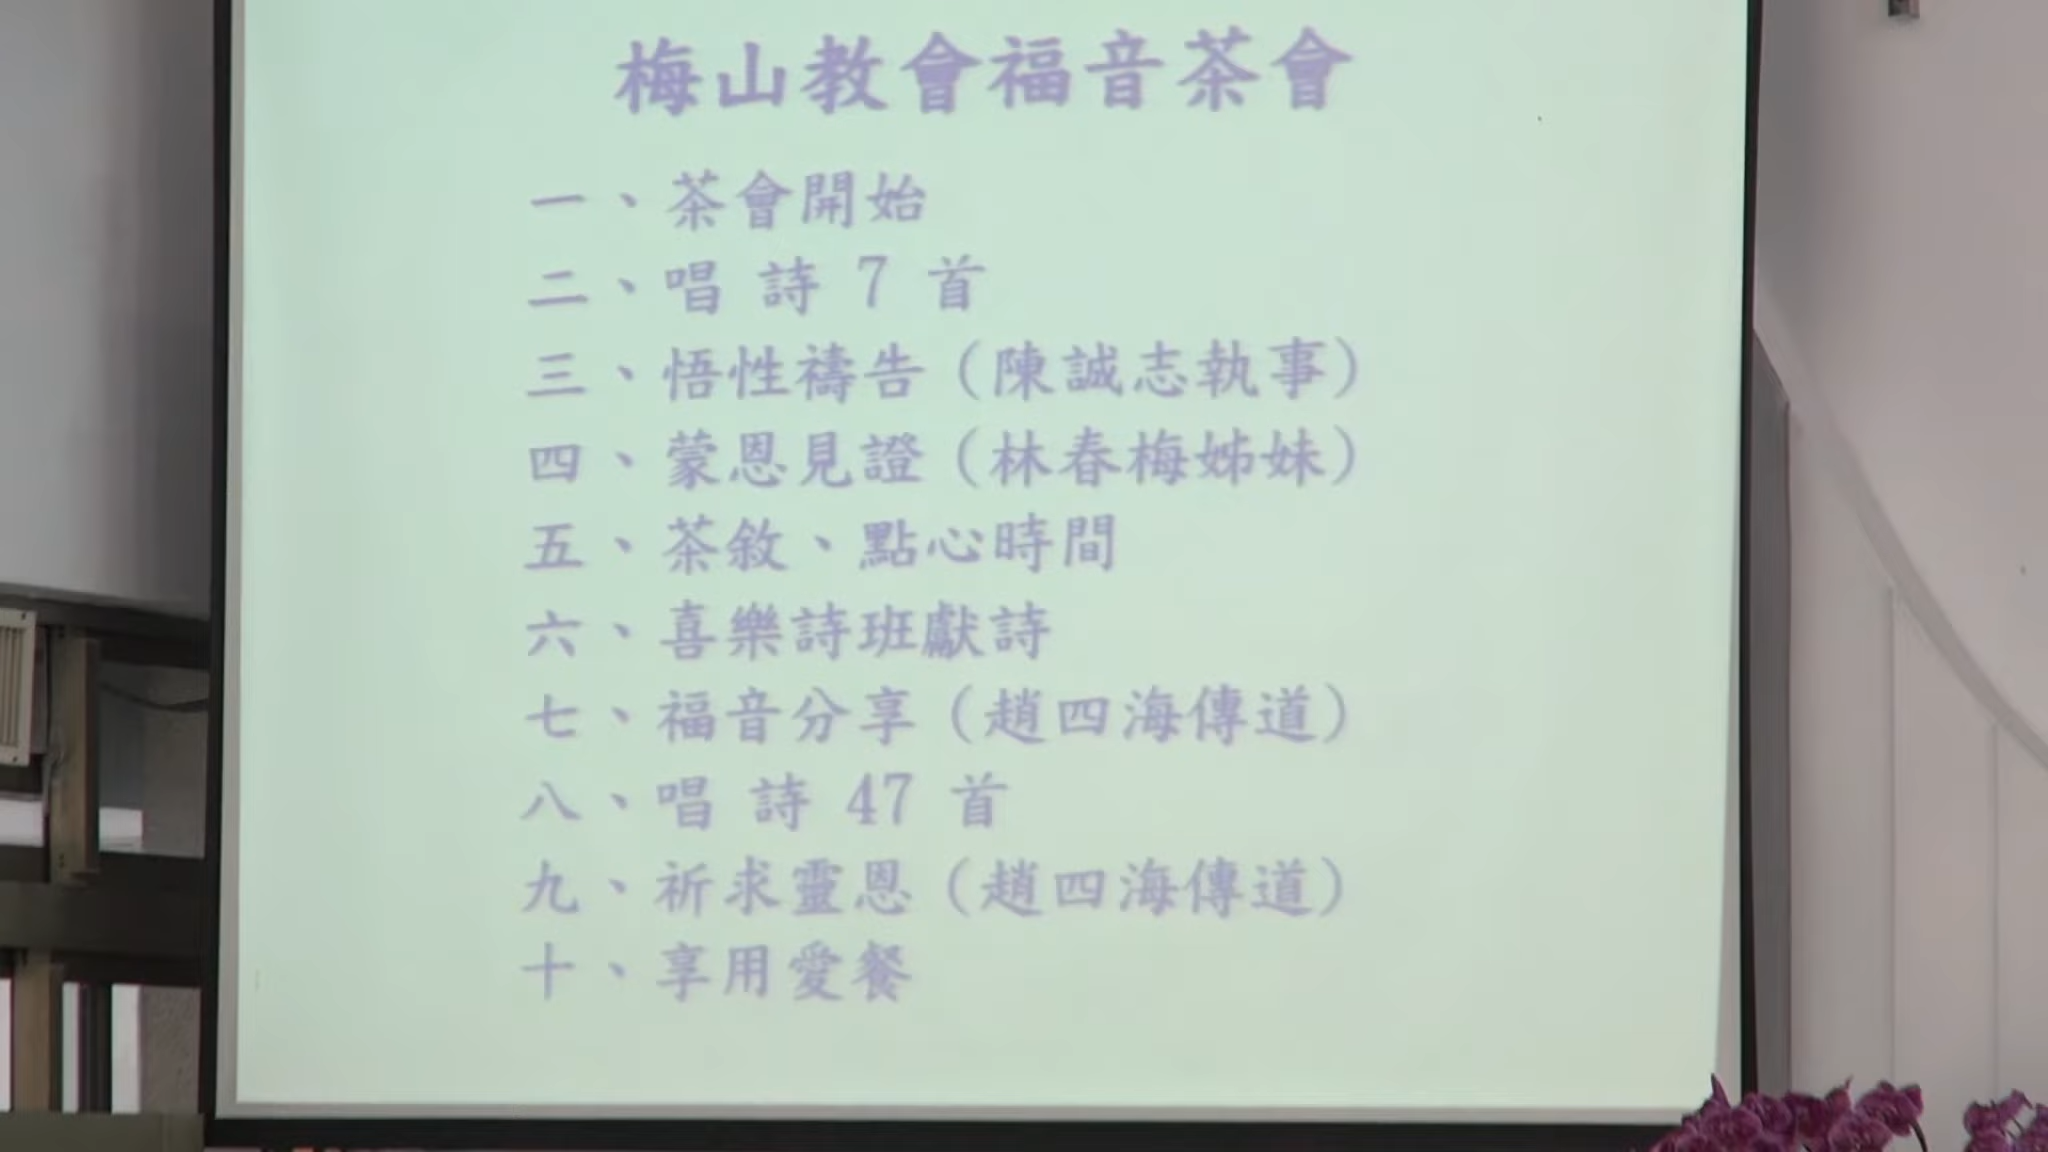 梅山教會福音茶會
一、茶會開始
二、唱 詩 7 首
三、悟性禱告（陳誠志執事）
四、蒙恩見證（林春梅姊妹）
五、茶敘、點心時間
六、喜樂詩班獻詩
七、福音分享（趙四海傳道）
八、唱 詩 47 首
九、祈求靈恩（趙四海傳道）
十、享用愛餐